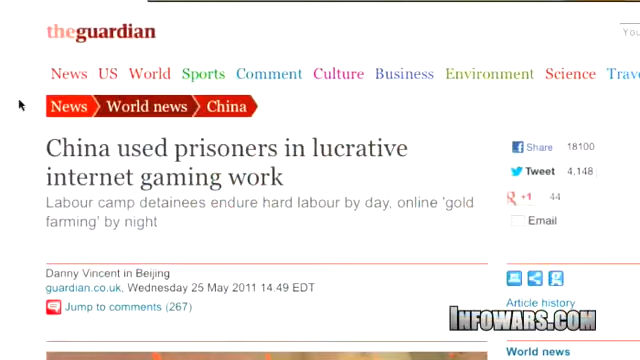 theguardian
News US World Sports Comment Culture Business Environment Science
News World news China
China used prisoners in lucrative
internet gaming work
Labour camp detainees endure hard labour by day, online 'gold
farming' by night
Share 18100
Tweet 4,148
+1 44
Email
Danny Vincent in Beijing
guardian.co.uk, Wednesday 25 May 2011 14.49 EDT
Jump to comments (267)
Article history
INFOWARS.COM
World news